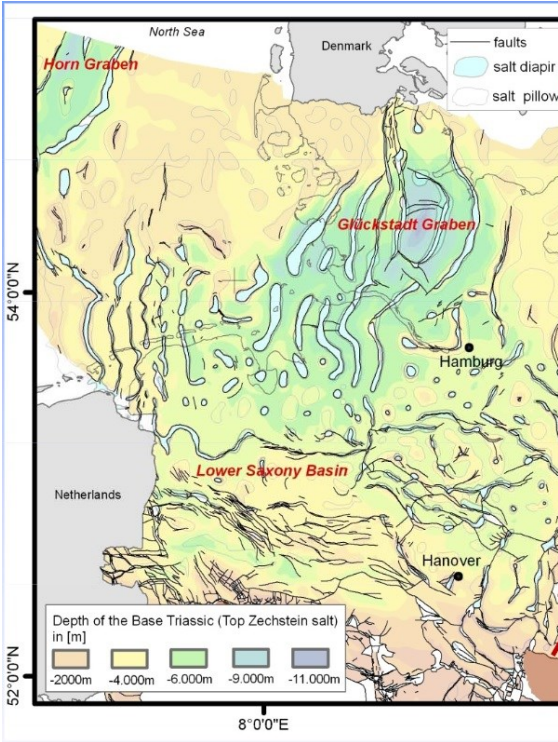 North Sea
Denmark
Horn Graben
faults
salt diapir
salt pillow
Glückstadt Graben
54°0'0"N
Hamburg
Lower Saxony Basin
Netherlands
Hanover
Depth of the Base Triassic (Top Zechstein salt)
in [m]
-2000m -4.000m -6.000m -9.000m -11.000m
52°0'0"N
8°0'0"E